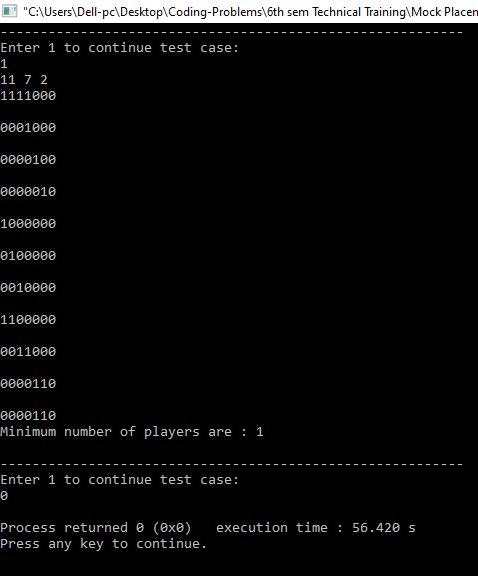 "C:\Users\Dell-pc\Desktop\Coding-Problems\6th sem Technical Training\Mock Placen
----------------------------------------------------------
Enter 1 to continue test case:
1
11 7 2
1111000
0001000
0000100
0000010
1000000
0100000
0010000
1100000
0011000
0000110
0000110
Minimum number of players are : 1
----------------------------------------------------------
Enter 1 to continue test case:
0
Process returned 0 (0x0)   execution time : 56.420 s
Press any key to continue.